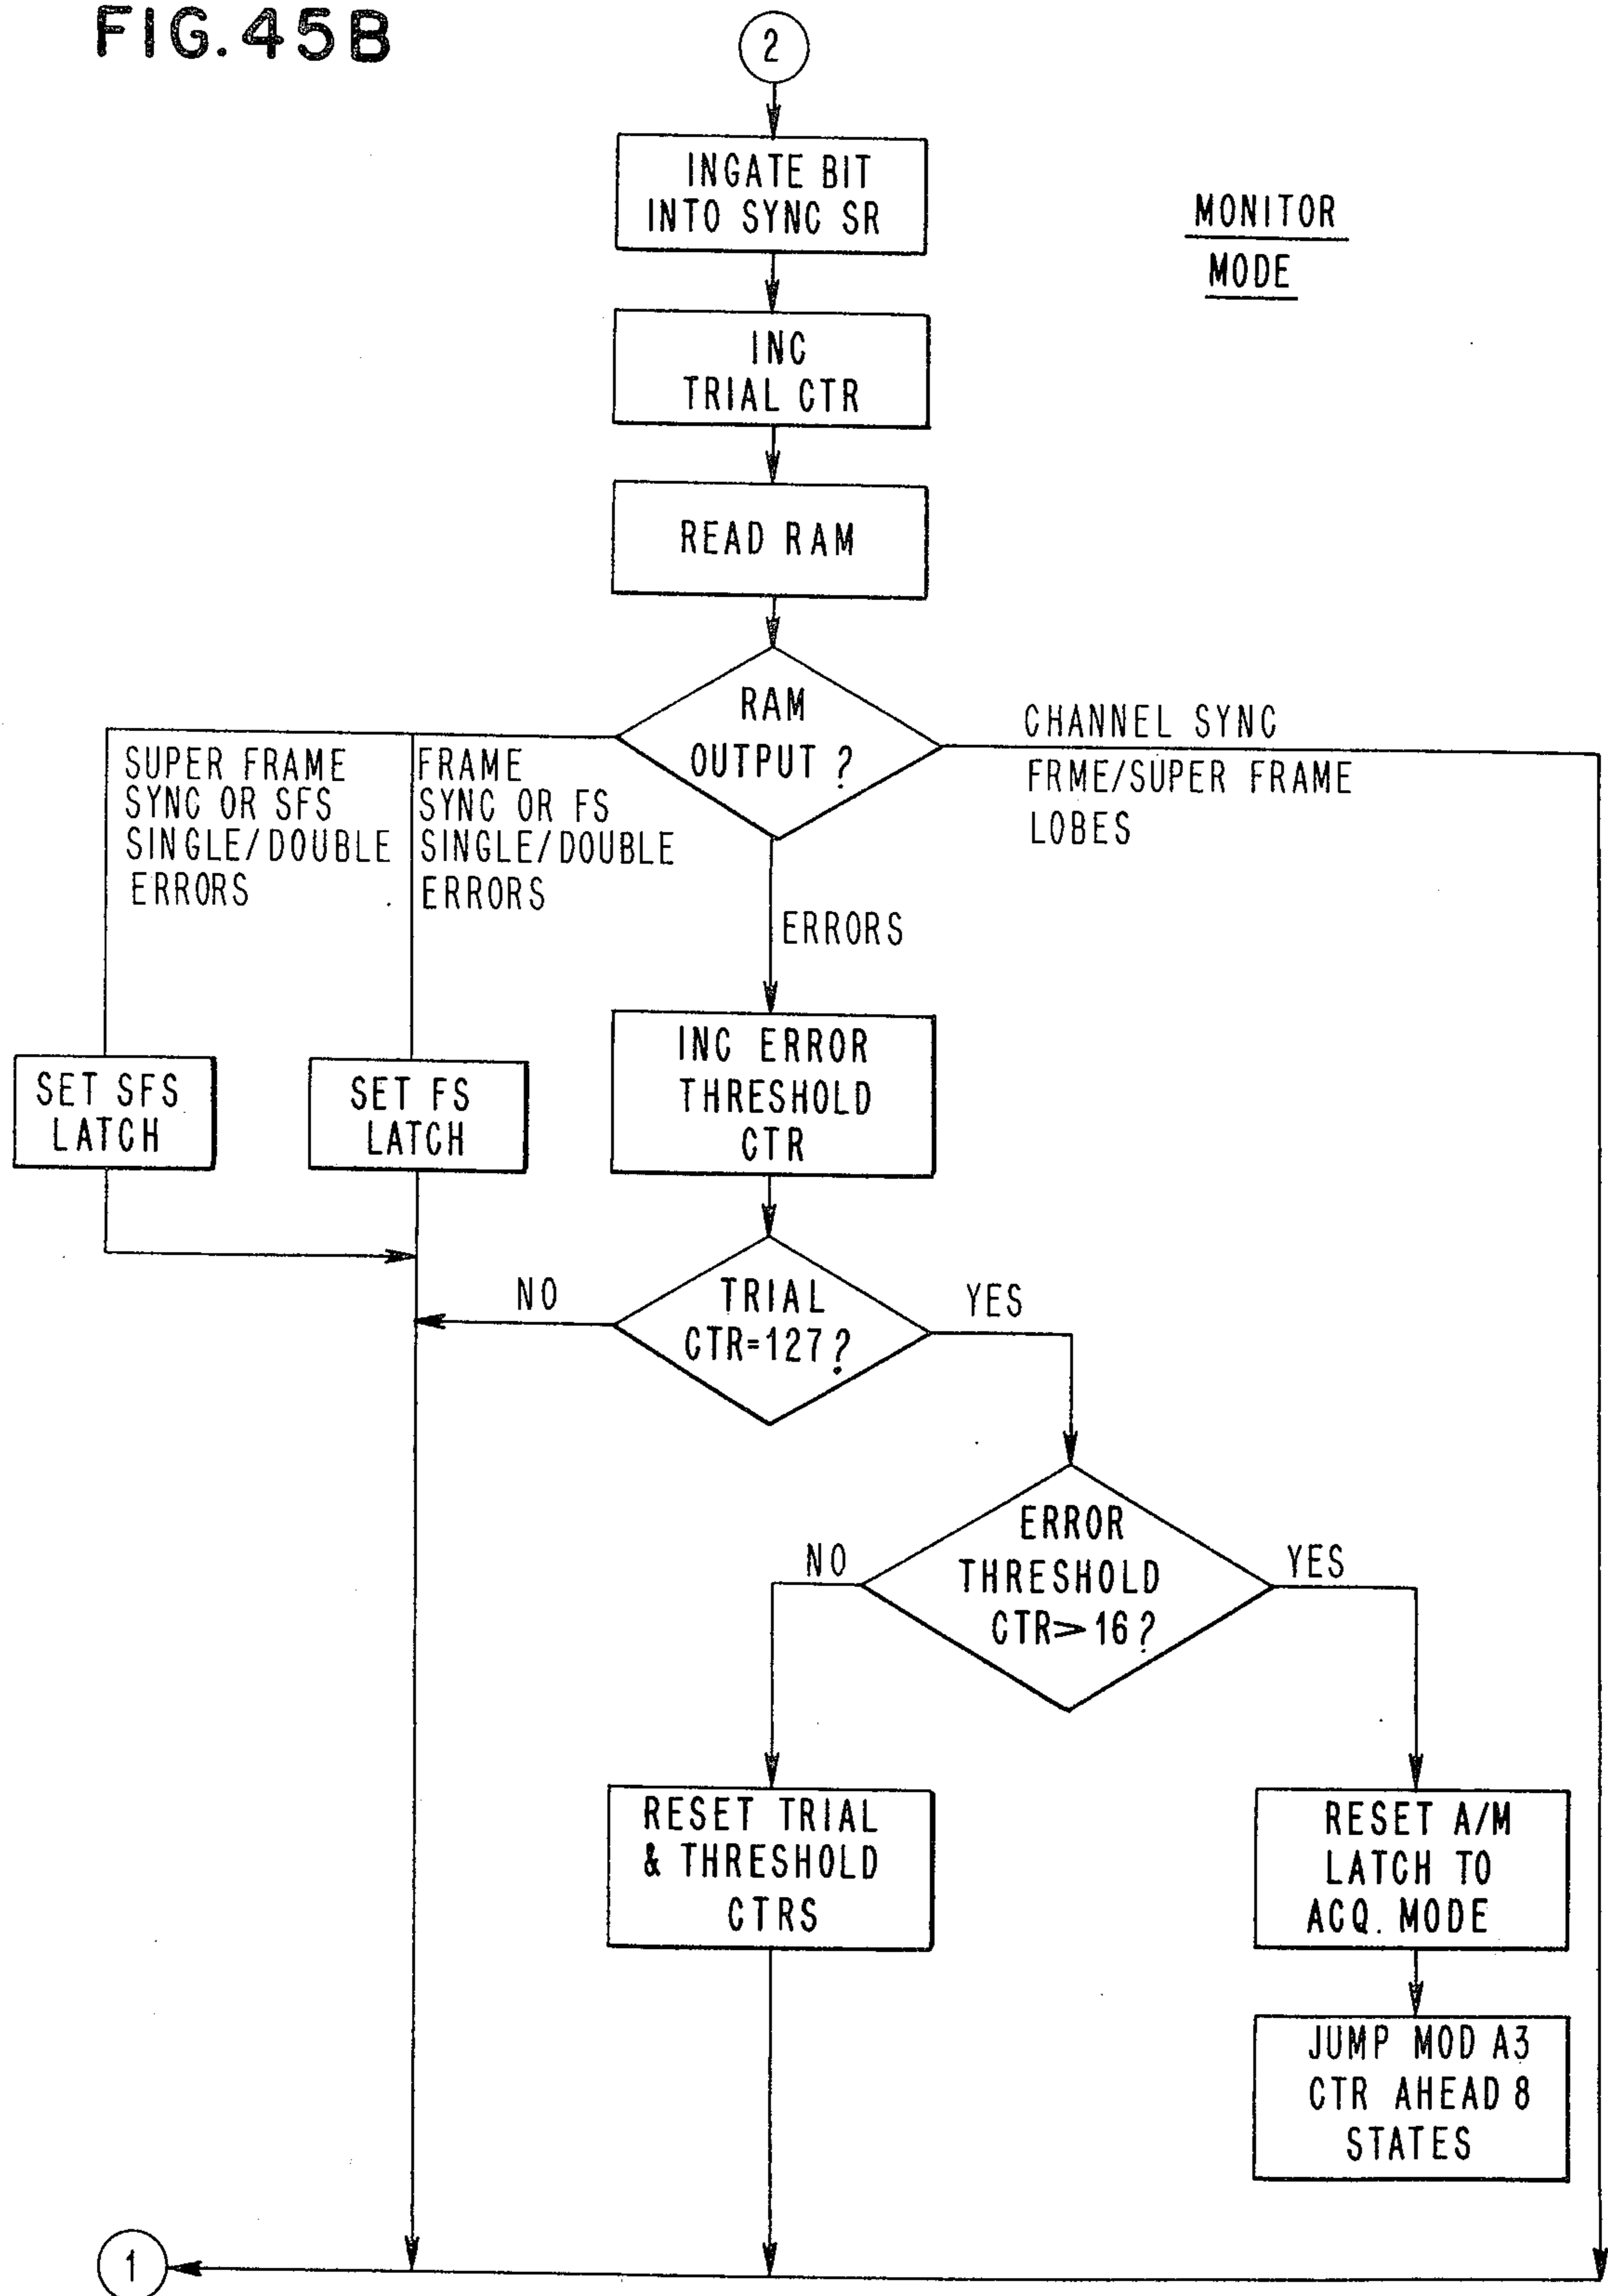 FIG. 45B
2
INGATE BIT
INTO SYNC SR
MONITOR
MODE
INC
TRIAL CTR
READ RAM
RAM
OUTPUT ?
CHANNEL SYNC
FRME/SUPER FRAME
LOBES
SUPER FRAME
SYNC OR SFS
SINGLE/DOUBLE
ERRORS
FRAME
SYNC OR FS
SINGLE/DOUBLE
ERRORS
ERRORS
SET SFS
LATCH
SET FS
LATCH
INC ERROR
THRESHOLD
CTR
NO
TRIAL
CTR=127?
YES
NO
ERROR
THRESHOLD
CTR>16?
YES
RESET TRIAL
& THRESHOLD
CTRS
RESET A/M
LATCH TO
ACQ. MODE
JUMP MOD A3
CTR AHEAD 8
STATES
1